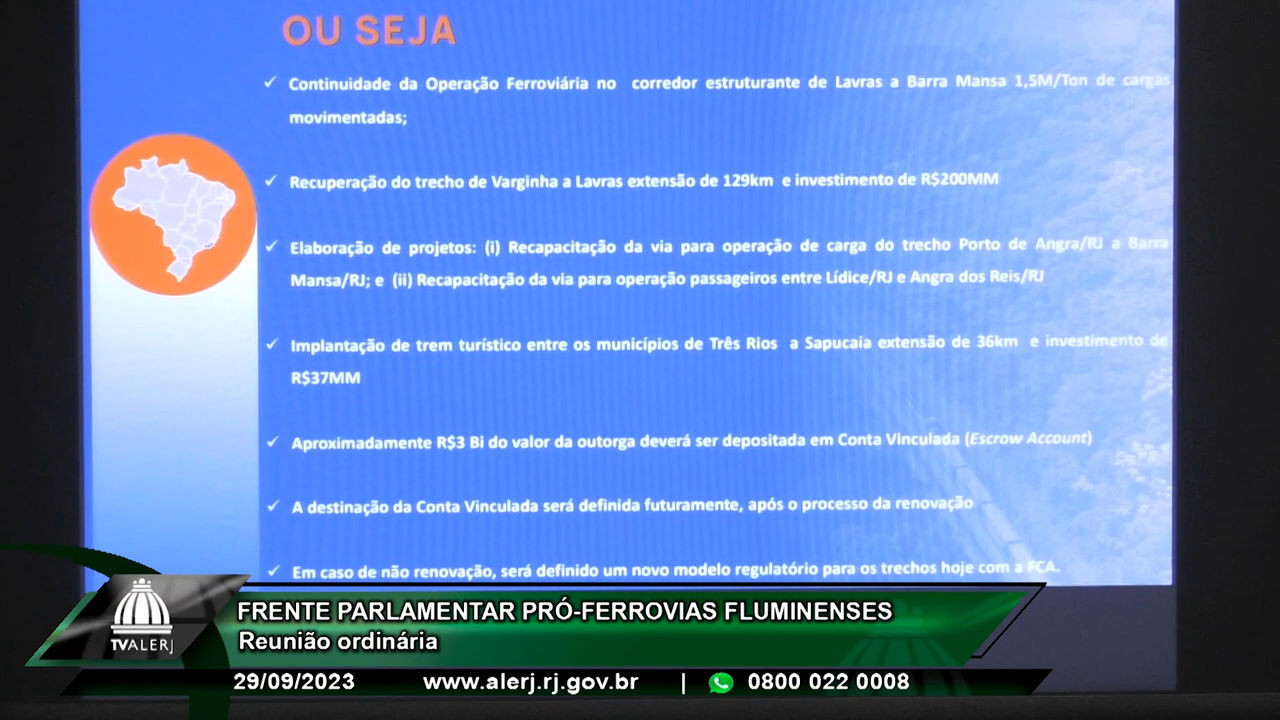 OU SEJA
✓ Continuidade da Operação Ferroviária no corredor estruturante de Lavras a Barra Mansa 1,5M/Ton de cargas
movimentadas;
✓ Recuperação do trecho de Varginha a Lavras extensão de 129km e investimento de R$200MM
✓ Elaboração de projetos: (i) Recapacitação da via para operação de carga do trecho Porto de Angra/RJ a Barra
Mansa/RJ; e (ii) Recapacitação da via para operação passageiros entre Lídice/RJ e Angra dos Reis/RJ
✓ Implantação de trem turístico entre os municípios de Três Rios a Sapucaia extensão de 36km e investimento de
R$37MM
✓ Aproximadamente R$3 Bi do valor da outorga deverá ser depositada em Conta Vinculada (Escrow Account)
✓ A destinação da Conta Vinculada será definida futuramente, após o processo da renovação
✓ Em caso de não renovação, será definido um novo modelo regulatório para os trechos hoje com a FCA.
FRENTE PARLAMENTAR PRÓ-FERROVIAS FLUMINENSES
Reunião ordinária
TVALERJ
29/09/2023 www.alerj.rj.gov.br | 0800 022 0008